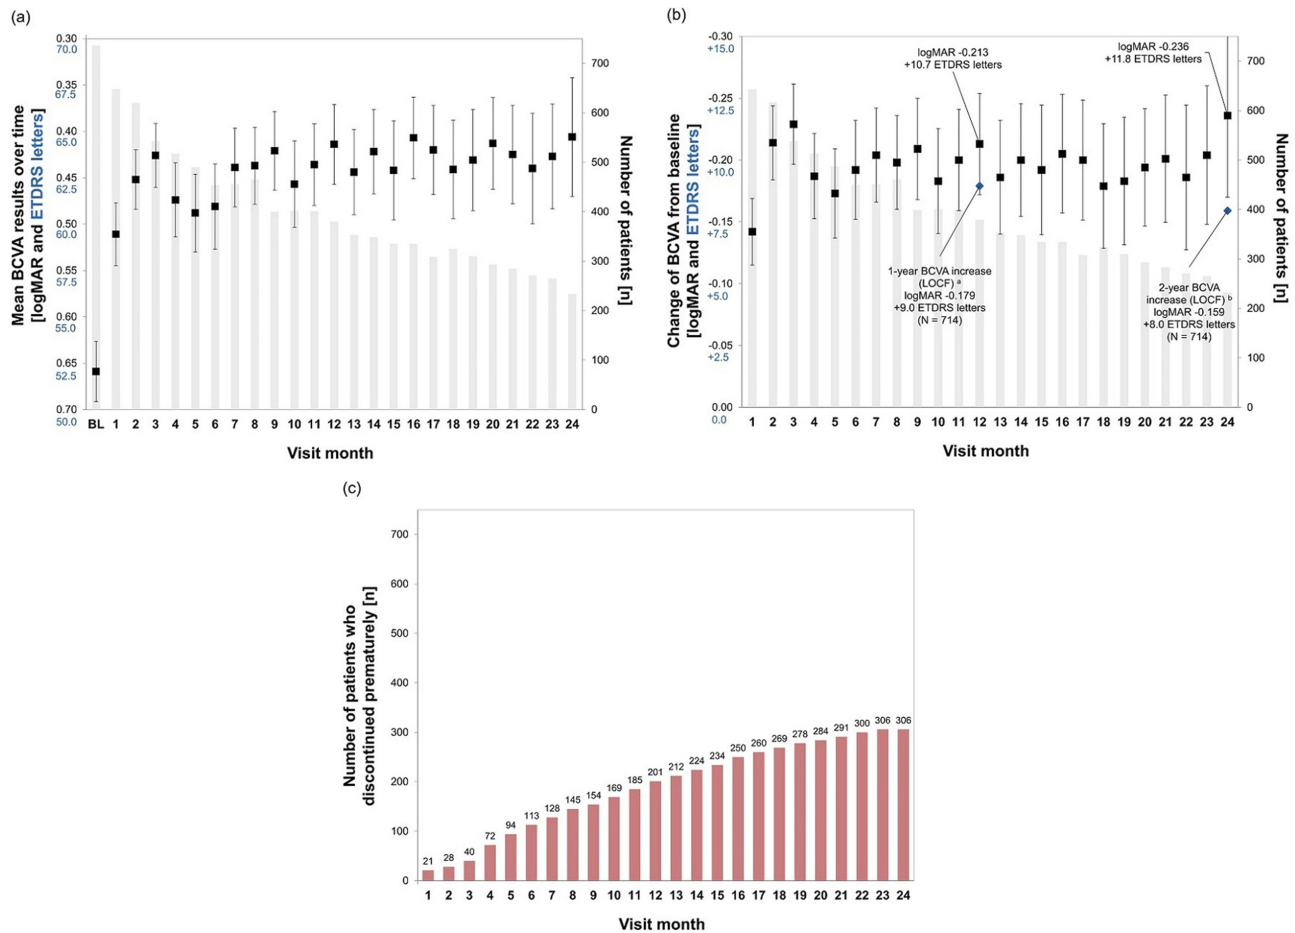 (a)
Mean BCVA results over time
[logMAR and ETDRS letters]
0.30
70.0
0.35
67.5
0.40
65.0
0.45
62.5
0.50
60.0
0.55
57.5
0.60
55.0
0.65
52.5
0.70
50.0
700
600
500
400
300
200
100
0
Number of patients [n]
BL 1 2 3 4 5 6 7 8 9 10 11 12 13 14 15 16 17 18 19 20 21 22 23 24
Visit month
(b)
Change of BCVA from baseline
[logMAR and ETDRS letters]
-0.30
+15.0
-0.25
+12.5
-0.20
+10.0
-0.15
+7.5
-0.10
+5.0
-0.05
+2.5
0.00
0.0
logMAR -0.213
+10.7 ETDRS letters
logMAR -0.236
+11.8 ETDRS letters
1-year BCVA increase
(LOCF) a
logMAR -0.179
+9.0 ETDRS letters
(N = 714)
2-year BCVA
increase (LOCF) b
logMAR -0.159
+8.0 ETDRS letters
(N = 714)
700
600
500
400
300
200
100
0
Number of patients [n]
1 2 3 4 5 6 7 8 9 10 11 12 13 14 15 16 17 18 19 20 21 22 23 24
Visit month
(c)
Number of patients who
discontinued prematurely [n]
700
600
500
400
300
200
100
0
21 28 40 72 94 113 128 145 154 169 185 201 212 224 234 250 260 269 278 284 291 300 306 306
1 2 3 4 5 6 7 8 9 10 11 12 13 14 15 16 17 18 19 20 21 22 23 24
Visit month